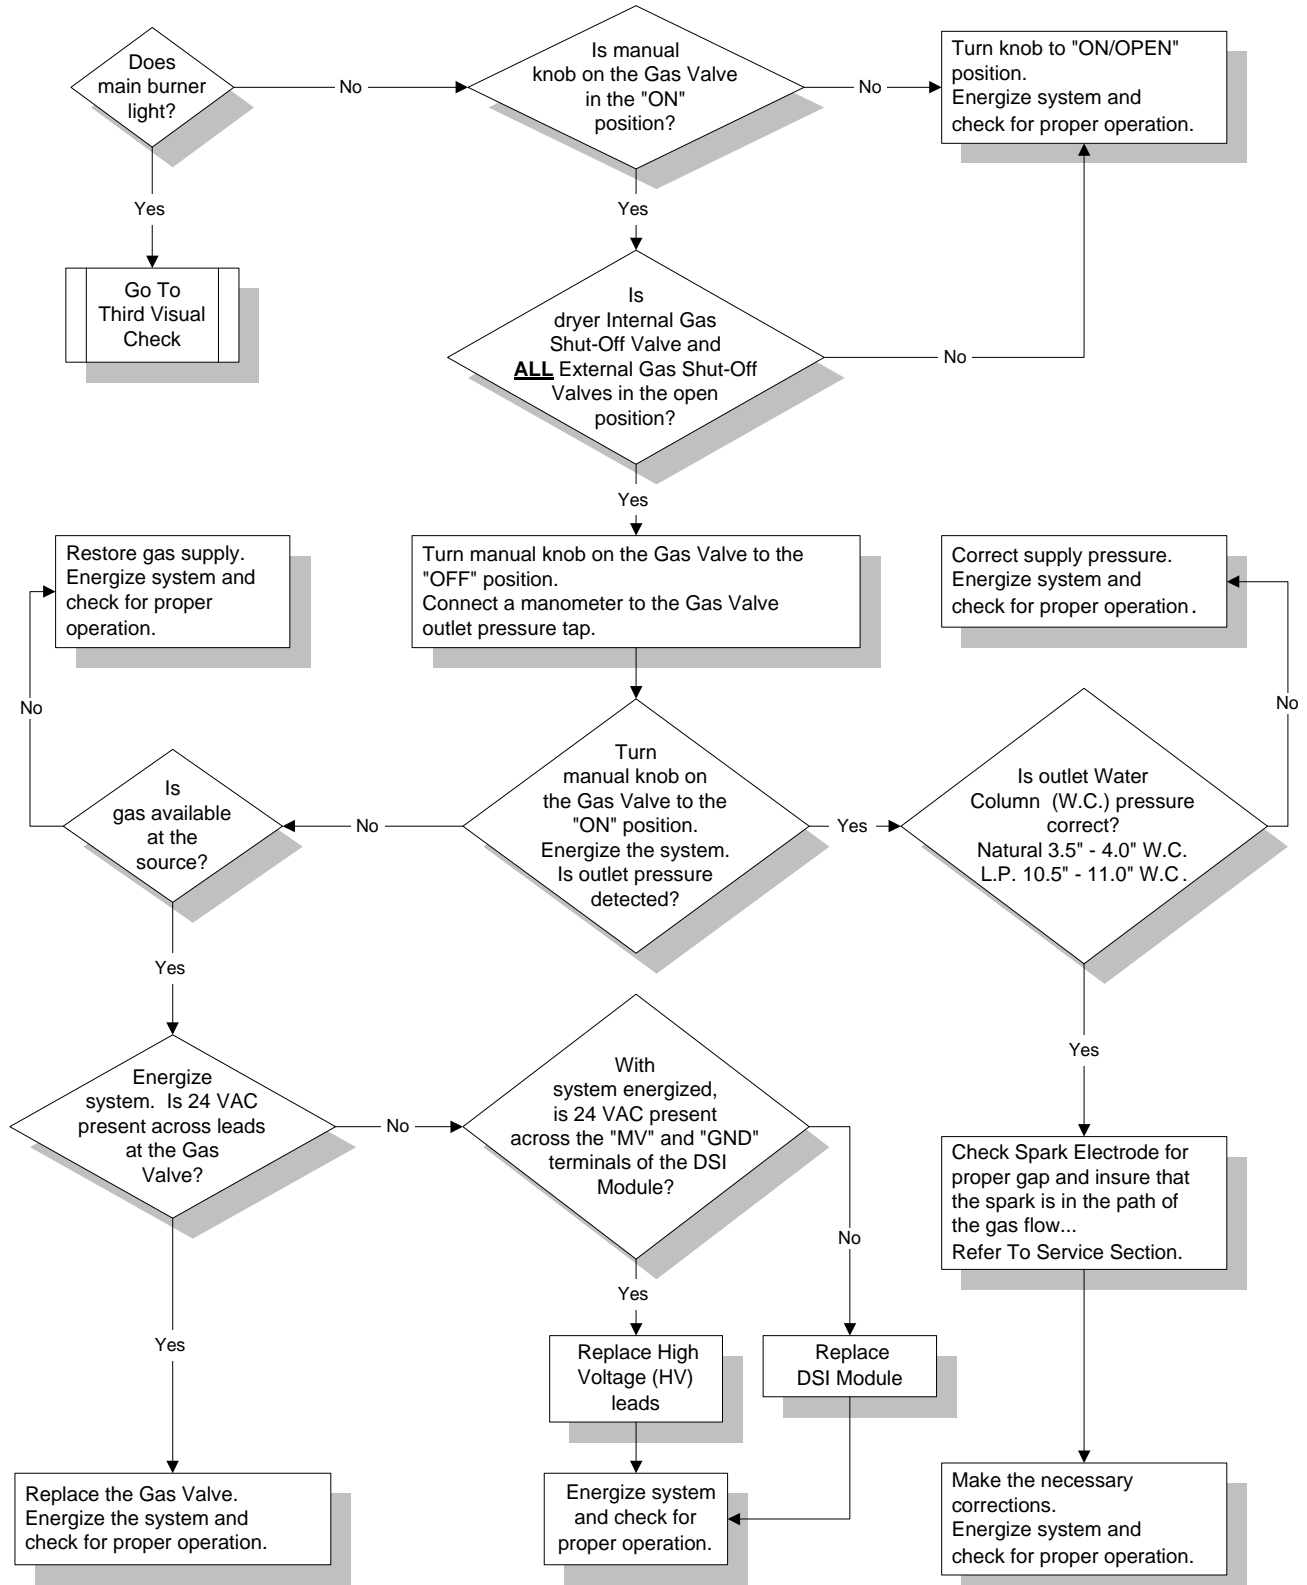 Does
main burner
light?
No
Is manual
knob on the Gas Valve
in the "ON"
position?
No
Turn knob to "ON/OPEN"
position.
Energize system and
check for proper operation.
Yes
Yes
Go To
Third Visual
Check
Is
dryer Internal Gas
Shut-Off Valve and
ALL External Gas Shut-Off
Valves in the open
position?
No
Yes
Restore gas supply.
Energize system and
check for proper
operation.
Turn manual knob on the Gas Valve to the
"OFF" position.
Connect a manometer to the Gas Valve
outlet pressure tap.
Correct supply pressure.
Energize system and
check for proper operation.
No
No
Is
gas available
at the
source?
No
Turn
manual knob on
the Gas Valve to the
"ON" position.
Energize the system.
Is outlet pressure
detected?
Yes
Is outlet Water
Column (W.C.) pressure
correct?
Natural 3.5" - 4.0" W.C.
L.P. 10.5" - 11.0" W.C.
Yes
Yes
Energize
system. Is 24 VAC
present across leads
at the Gas
Valve?
No
With
system energized,
is 24 VAC present
across the "MV" and "GND"
terminals of the DSI
Module?
Check Spark Electrode for
proper gap and insure that
the spark is in the path of
the gas flow...
Refer To Service Section.
No
Yes
Yes
Replace High
Voltage (HV)
leads
Replace
DSI Module
Replace the Gas Valve.
Energize the system and
check for proper operation.
Energize system
and check for
proper operation.
Make the necessary
corrections.
Energize system and
check for proper operation.